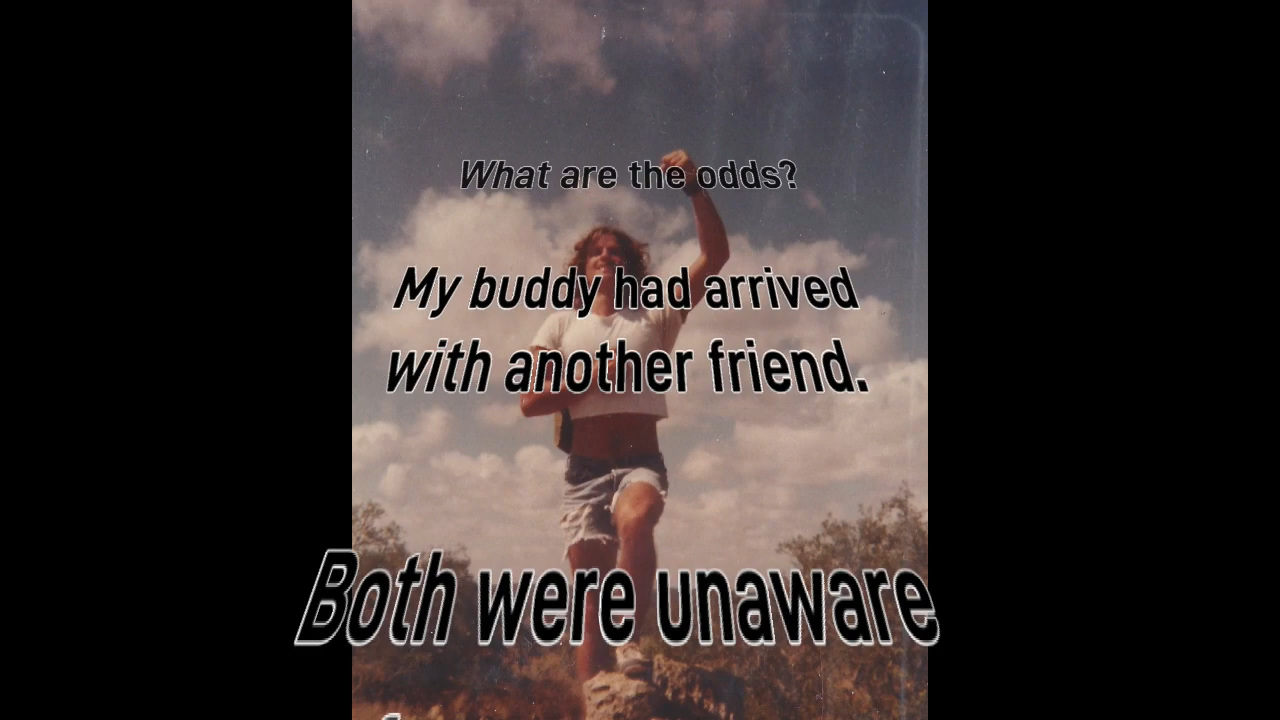 What are the odds?
My buddy had arrived
with another friend.
Both were unaware